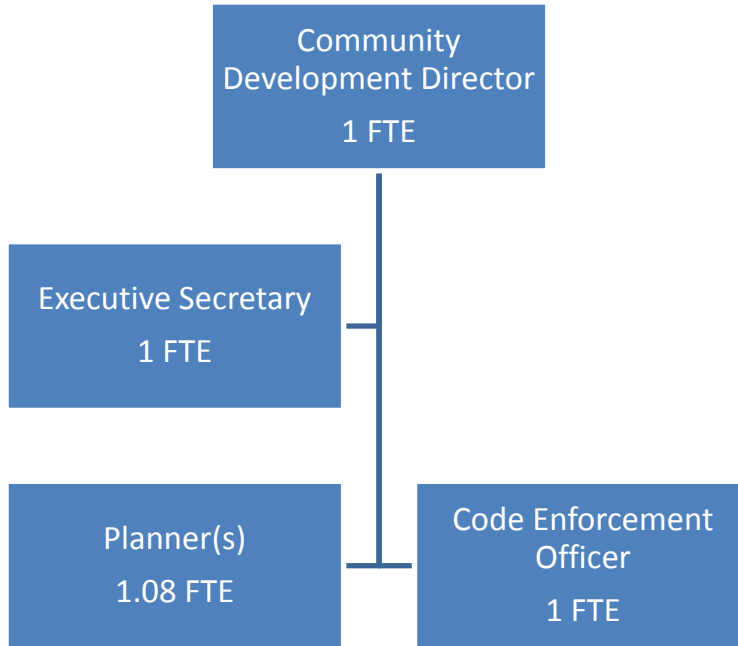 Community
Development Director
1 FTE
Executive Secretary
1 FTE
Planner(s)
1.08 FTE
Code Enforcement
Officer
1 FTE